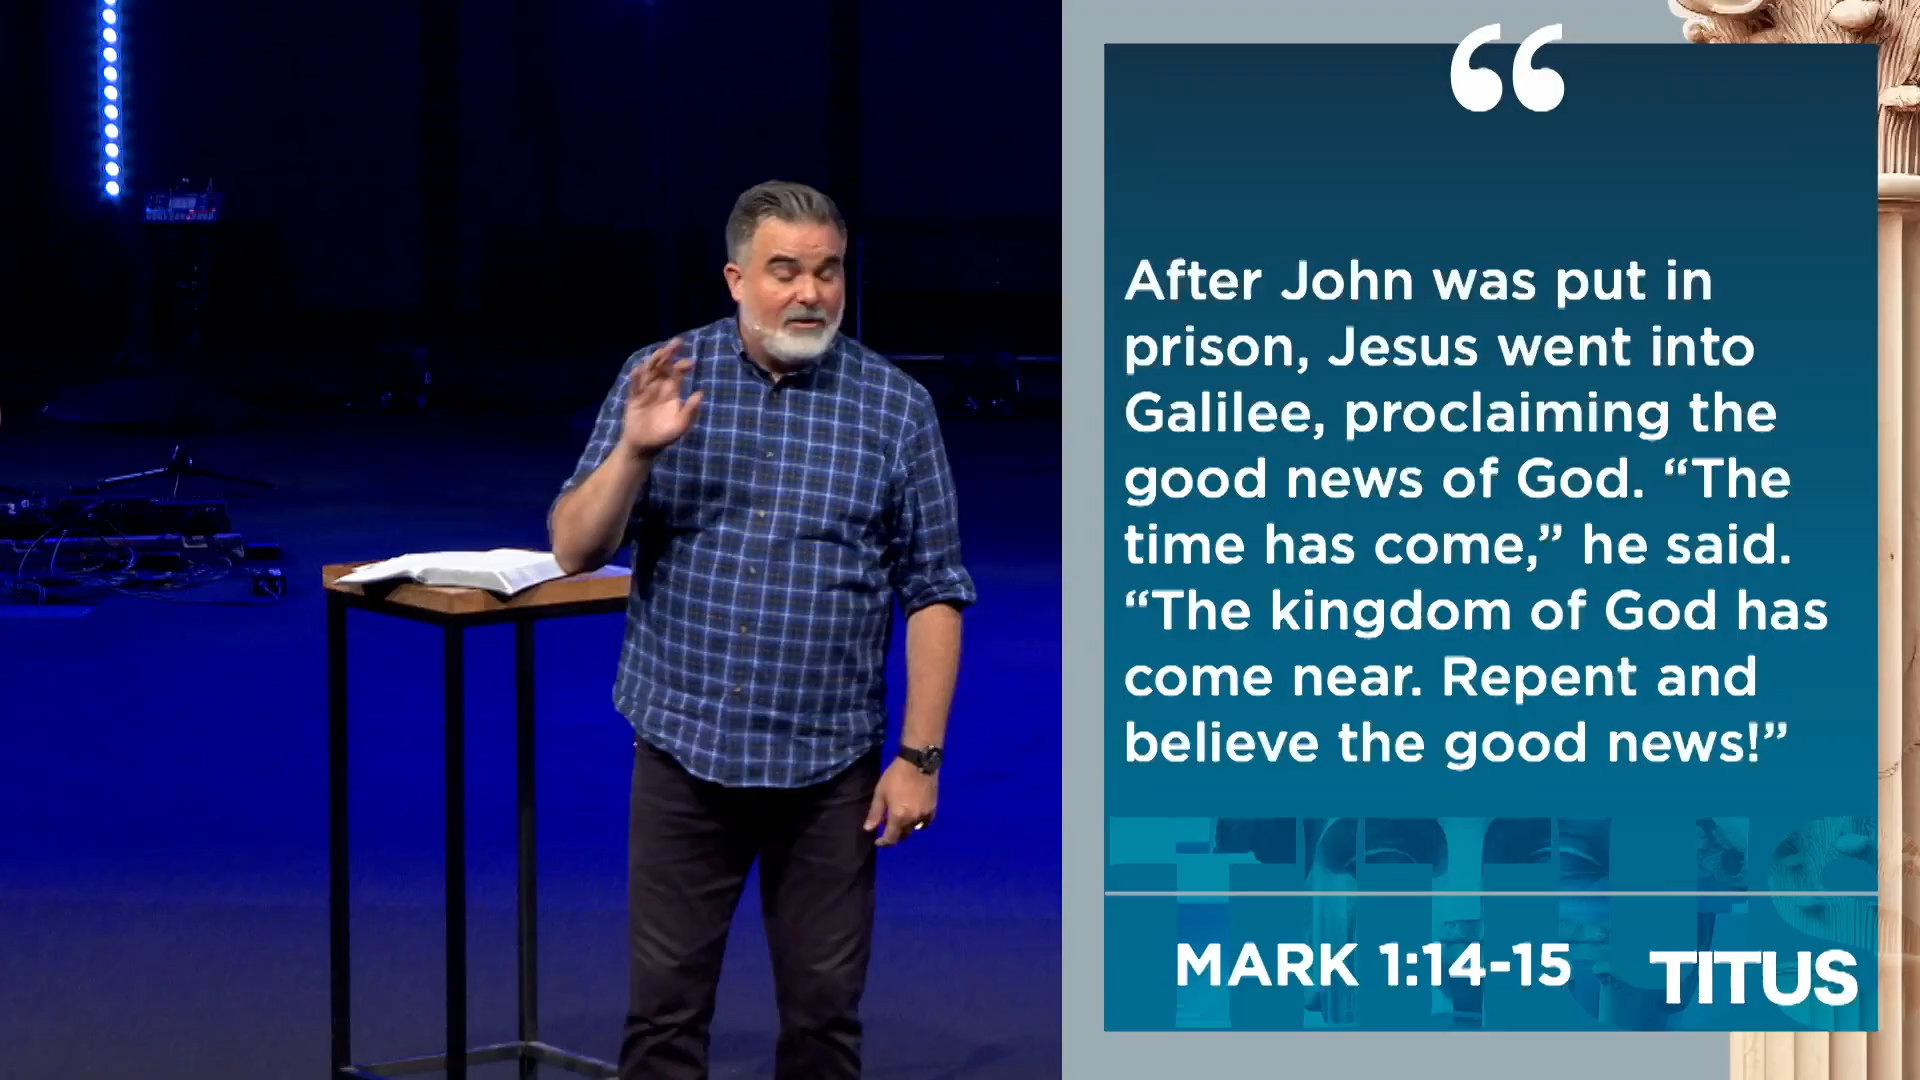 “
After John was put in
prison, Jesus went into
Galilee, proclaiming the
good news of God. “The
time has come,” he said.
“The kingdom of God has
come near. Repent and
believe the good news!”
TITUS
MARK 1:14-15
TITUS